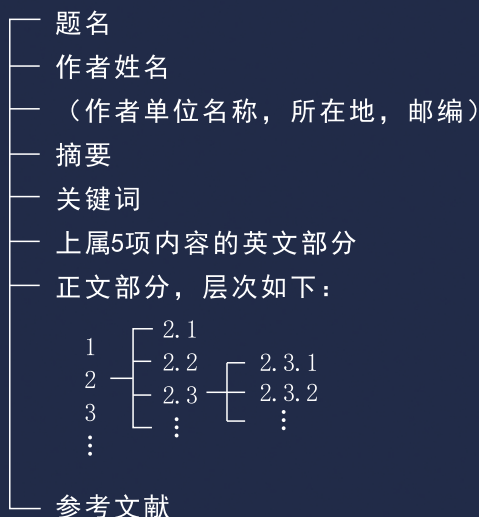 题名
作者姓名
（作者单位名称，所在地，邮编）
摘要
关键词
上属5项内容的英文部分
正文部分，层次如下：
2.1
1
2.2
2.3.1
2
2.3
2.3.2
3
⋮
⋮
⋮
参考文献